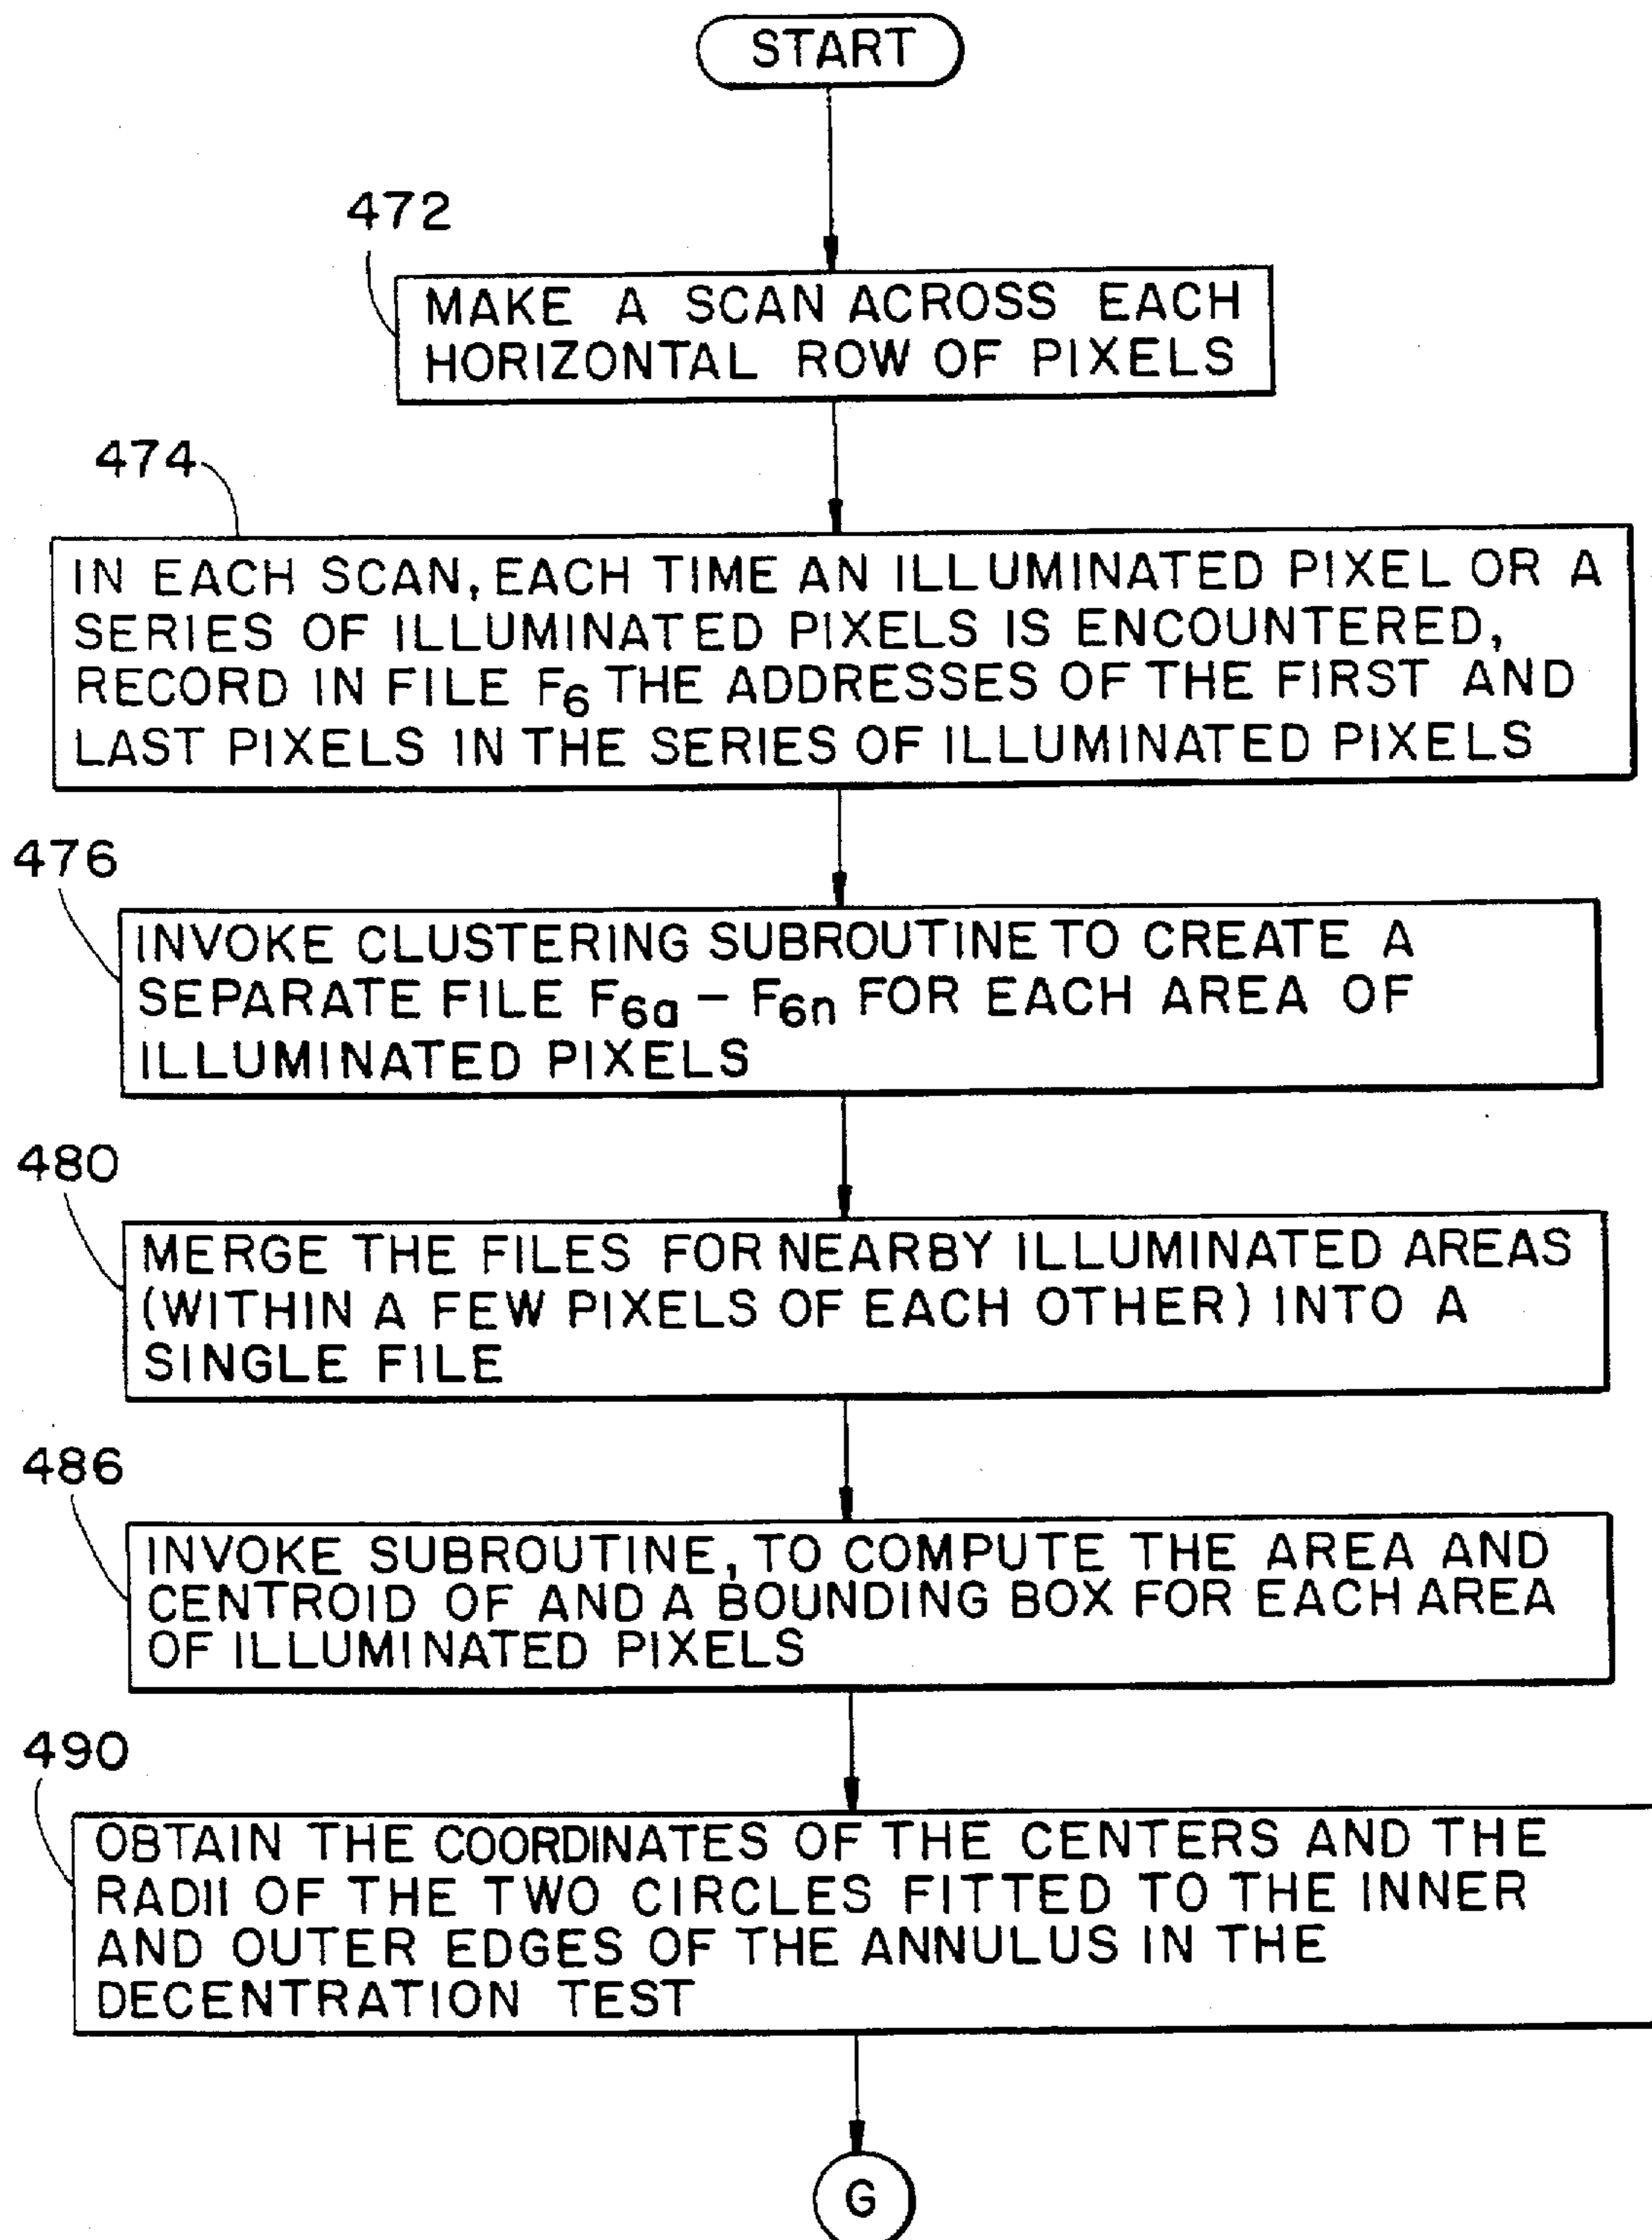 START
472
MAKE A SCAN ACROSS EACH
HORIZONTAL ROW OF PIXELS
474
IN EACH SCAN, EACH TIME AN ILLUMINATED PIXEL OR A
SERIES OF ILLUMINATED PIXELS IS ENCOUNTERED,
RECORD IN FILE F6 THE ADDRESSES OF THE FIRST AND
LAST PIXELS IN THE SERIES OF ILLUMINATED PIXELS
476
INVOKE CLUSTERING SUBROUTINE TO CREATE A
SEPARATE FILE F6a – F6n FOR EACH AREA OF
ILLUMINATED PIXELS
480
MERGE THE FILES FOR NEARBY ILLUMINATED AREAS
(WITHIN A FEW PIXELS OF EACH OTHER) INTO A
SINGLE FILE
486
INVOKE SUBROUTINE, TO COMPUTE THE AREA AND
CENTROID OF AND A BOUNDING BOX FOR EACH AREA
OF ILLUMINATED PIXELS
490
OBTAIN THE COORDINATES OF THE CENTERS AND THE
RADII OF THE TWO CIRCLES FITTED TO THE INNER
AND OUTER EDGES OF THE ANNULUS IN THE
DECENTRATION TEST
G